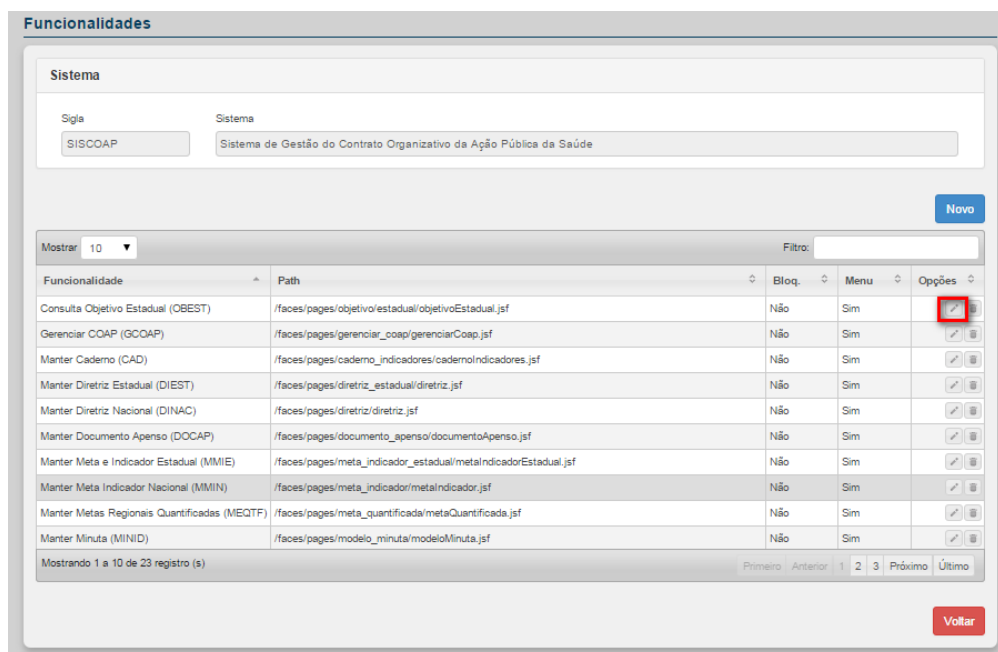 Funcionalidades
Sistema
Sigla Sistema
SISCOAP Sistema de Gestão do Contrato Organizativo da Ação Pública da Saúde
Novo
Mostrar 10 Filtro:
Funcionalidade Path Bloq. Menu Opções
Consulta Objetivo Estadual (OBEST) /faces/pages/objetivo/estadual/objetivoEstadual.jsf Não Sim
Gerenciar COAP (GCOAP) /faces/pages/gerenciar_coap/gerenciarCoap.jsf Não Sim
Manter Caderno (CAD) /faces/pages/caderno_indicadores/cadernoIndicadores.jsf Não Sim
Manter Diretriz Estadual (DIEST) /faces/pages/diretriz_estadual/diretriz.jsf Não Sim
Manter Diretriz Nacional (DINAC) /faces/pages/diretriz/diretriz.jsf Não Sim
Manter Documento Apenso (DOCAP) /faces/pages/documento_apenso/documentoApenso.jsf Não Sim
Manter Meta e Indicador Estadual (MMIE) /faces/pages/meta_indicador_estadual/metaIndicadorEstadual.jsf Não Sim
Manter Meta Indicador Nacional (MMIN) /faces/pages/meta_indicador/metaIndicador.jsf Não Sim
Manter Metas Regionais Quantificadas (MEQTF) /faces/pages/meta_quantificada/metaQuantificada.jsf Não Sim
Manter Minuta (MINID) /faces/pages/modelo_minuta/modeloMinuta.jsf Não Sim
Mostrando 1 a 10 de 23 registro (s) Primeiro Anterior 1 2 3 Próximo Último
Voltar